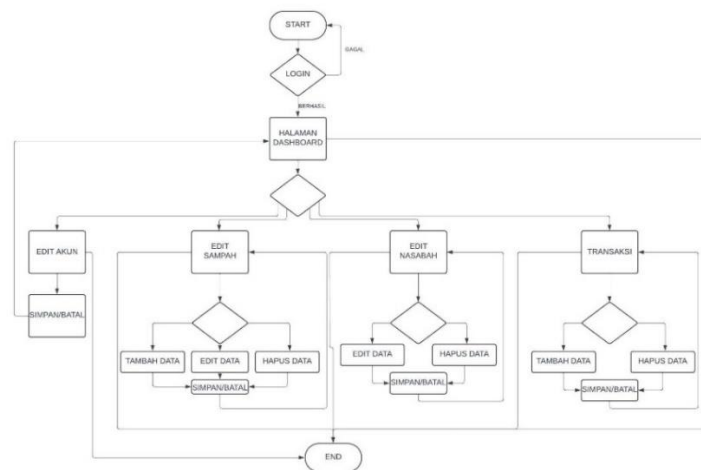 START
GAGAL
LOGIN
BERHASIL
HALAMAN
DASHBOARD
EDIT AKUN
EDIT
SAMPAH
EDIT
NASABAH
TRANSAKSI
SIMPAN/BATAL
TAMBAH DATA
EDIT DATA
HAPUS DATA
SIMPAN/BATAL
EDIT DATA
HAPUS DATA
SIMPAN/BATAL
TAMBAH DATA
HAPUS DATA
SIMPAN/BATAL
END